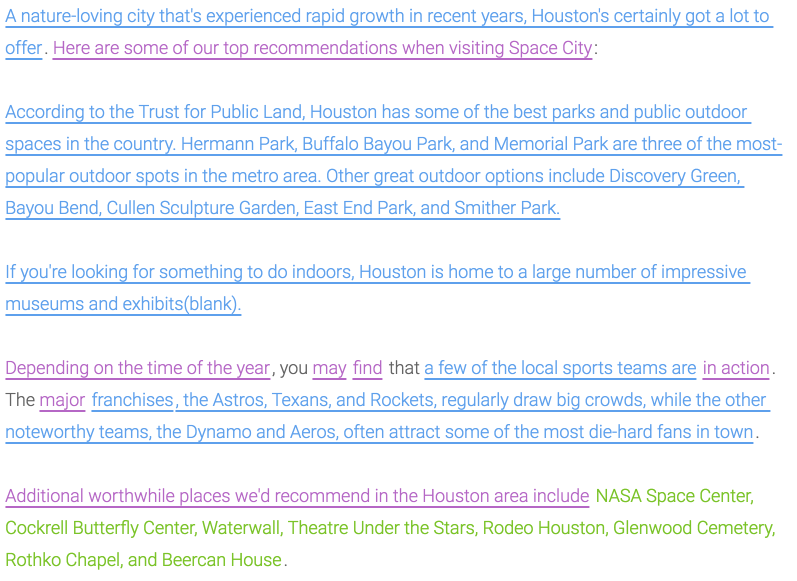 A nature-loving city that's experienced rapid growth in recent years, Houston's certainly got a lot to
offer. Here are some of our top recommendations when visiting Space City:
According to the Trust for Public Land, Houston has some of the best parks and public outdoor
spaces in the country. Hermann Park, Buffalo Bayou Park, and Memorial Park are three of the most-
popular outdoor spots in the metro area. Other great outdoor options include Discovery Green,
Bayou Bend, Cullen Sculpture Garden, East End Park, and Smither Park.
If you're looking for something to do indoors, Houston is home to a large number of impressive
museums and exhibits(blank).
Depending on the time of the year, you may find that a few of the local sports teams are in action.
The major franchises, the Astros, Texans, and Rockets, regularly draw big crowds, while the other
noteworthy teams, the Dynamo and Aeros, often attract some of the most die-hard fans in town.
Additional worthwhile places we'd recommend in the Houston area include NASA Space Center,
Cockrell Butterfly Center, Waterwall, Theatre Under the Stars, Rodeo Houston, Glenwood Cemetery,
Rothko Chapel, and Beercan House.